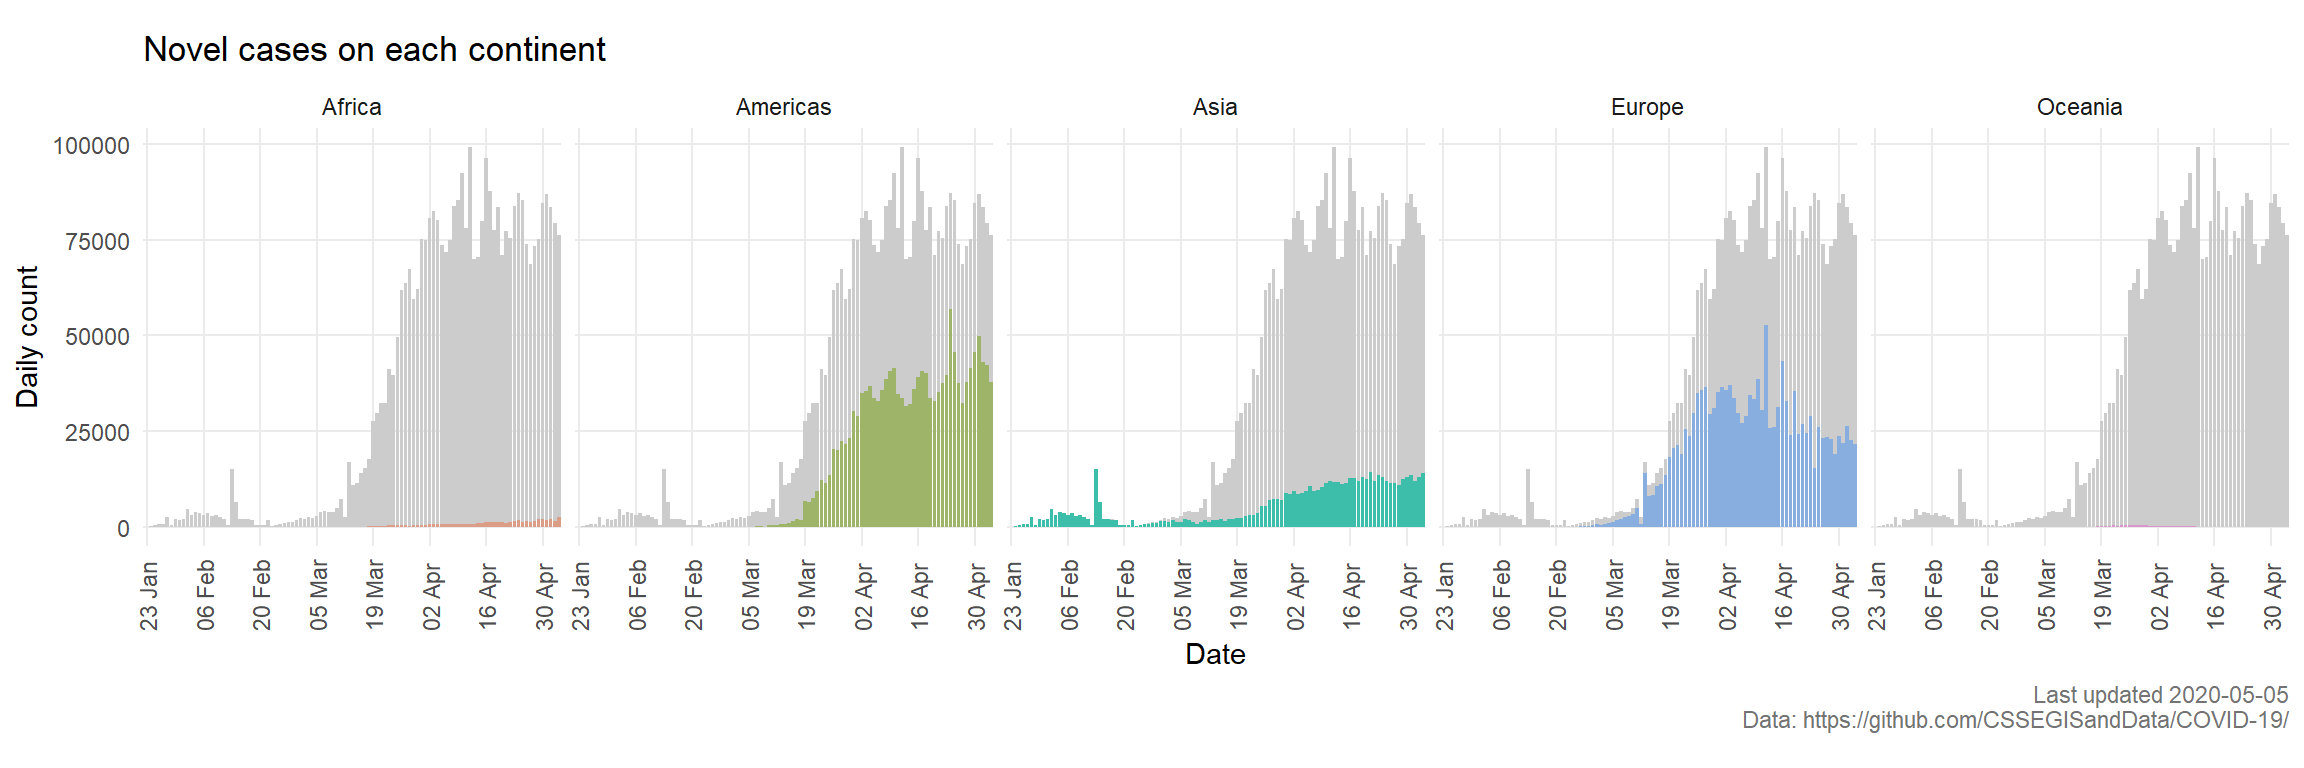 Novel cases on each continent
Africa
Americas
Asia
Europe
Oceania
Daily count
100000
75000
50000
25000
0
23 Jan
06 Feb
20 Feb
05 Mar
19 Mar
02 Apr
16 Apr
30 Apr
23 Jan
06 Feb
20 Feb
05 Mar
19 Mar
02 Apr
16 Apr
30 Apr
23 Jan
06 Feb
20 Feb
05 Mar
19 Mar
02 Apr
16 Apr
30 Apr
23 Jan
06 Feb
20 Feb
05 Mar
19 Mar
02 Apr
16 Apr
30 Apr
23 Jan
06 Feb
20 Feb
05 Mar
19 Mar
02 Apr
16 Apr
30 Apr
Date
Last updated 2020-05-05
Data: https://github.com/CSSEGISandData/COVID-19/